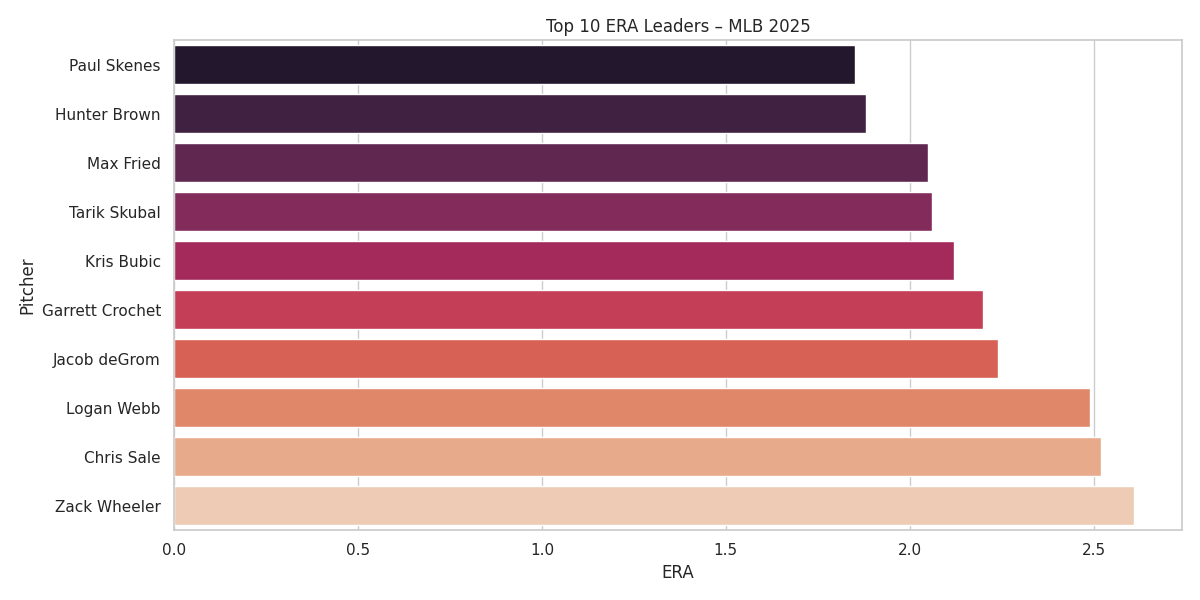 Top 10 ERA Leaders – MLB 2025
Pitcher
Paul Skenes
Hunter Brown
Max Fried
Tarik Skubal
Kris Bubic
Garrett Crochet
Jacob deGrom
Logan Webb
Chris Sale
Zack Wheeler
0.0 0.5 1.0 1.5 2.0 2.5
ERA